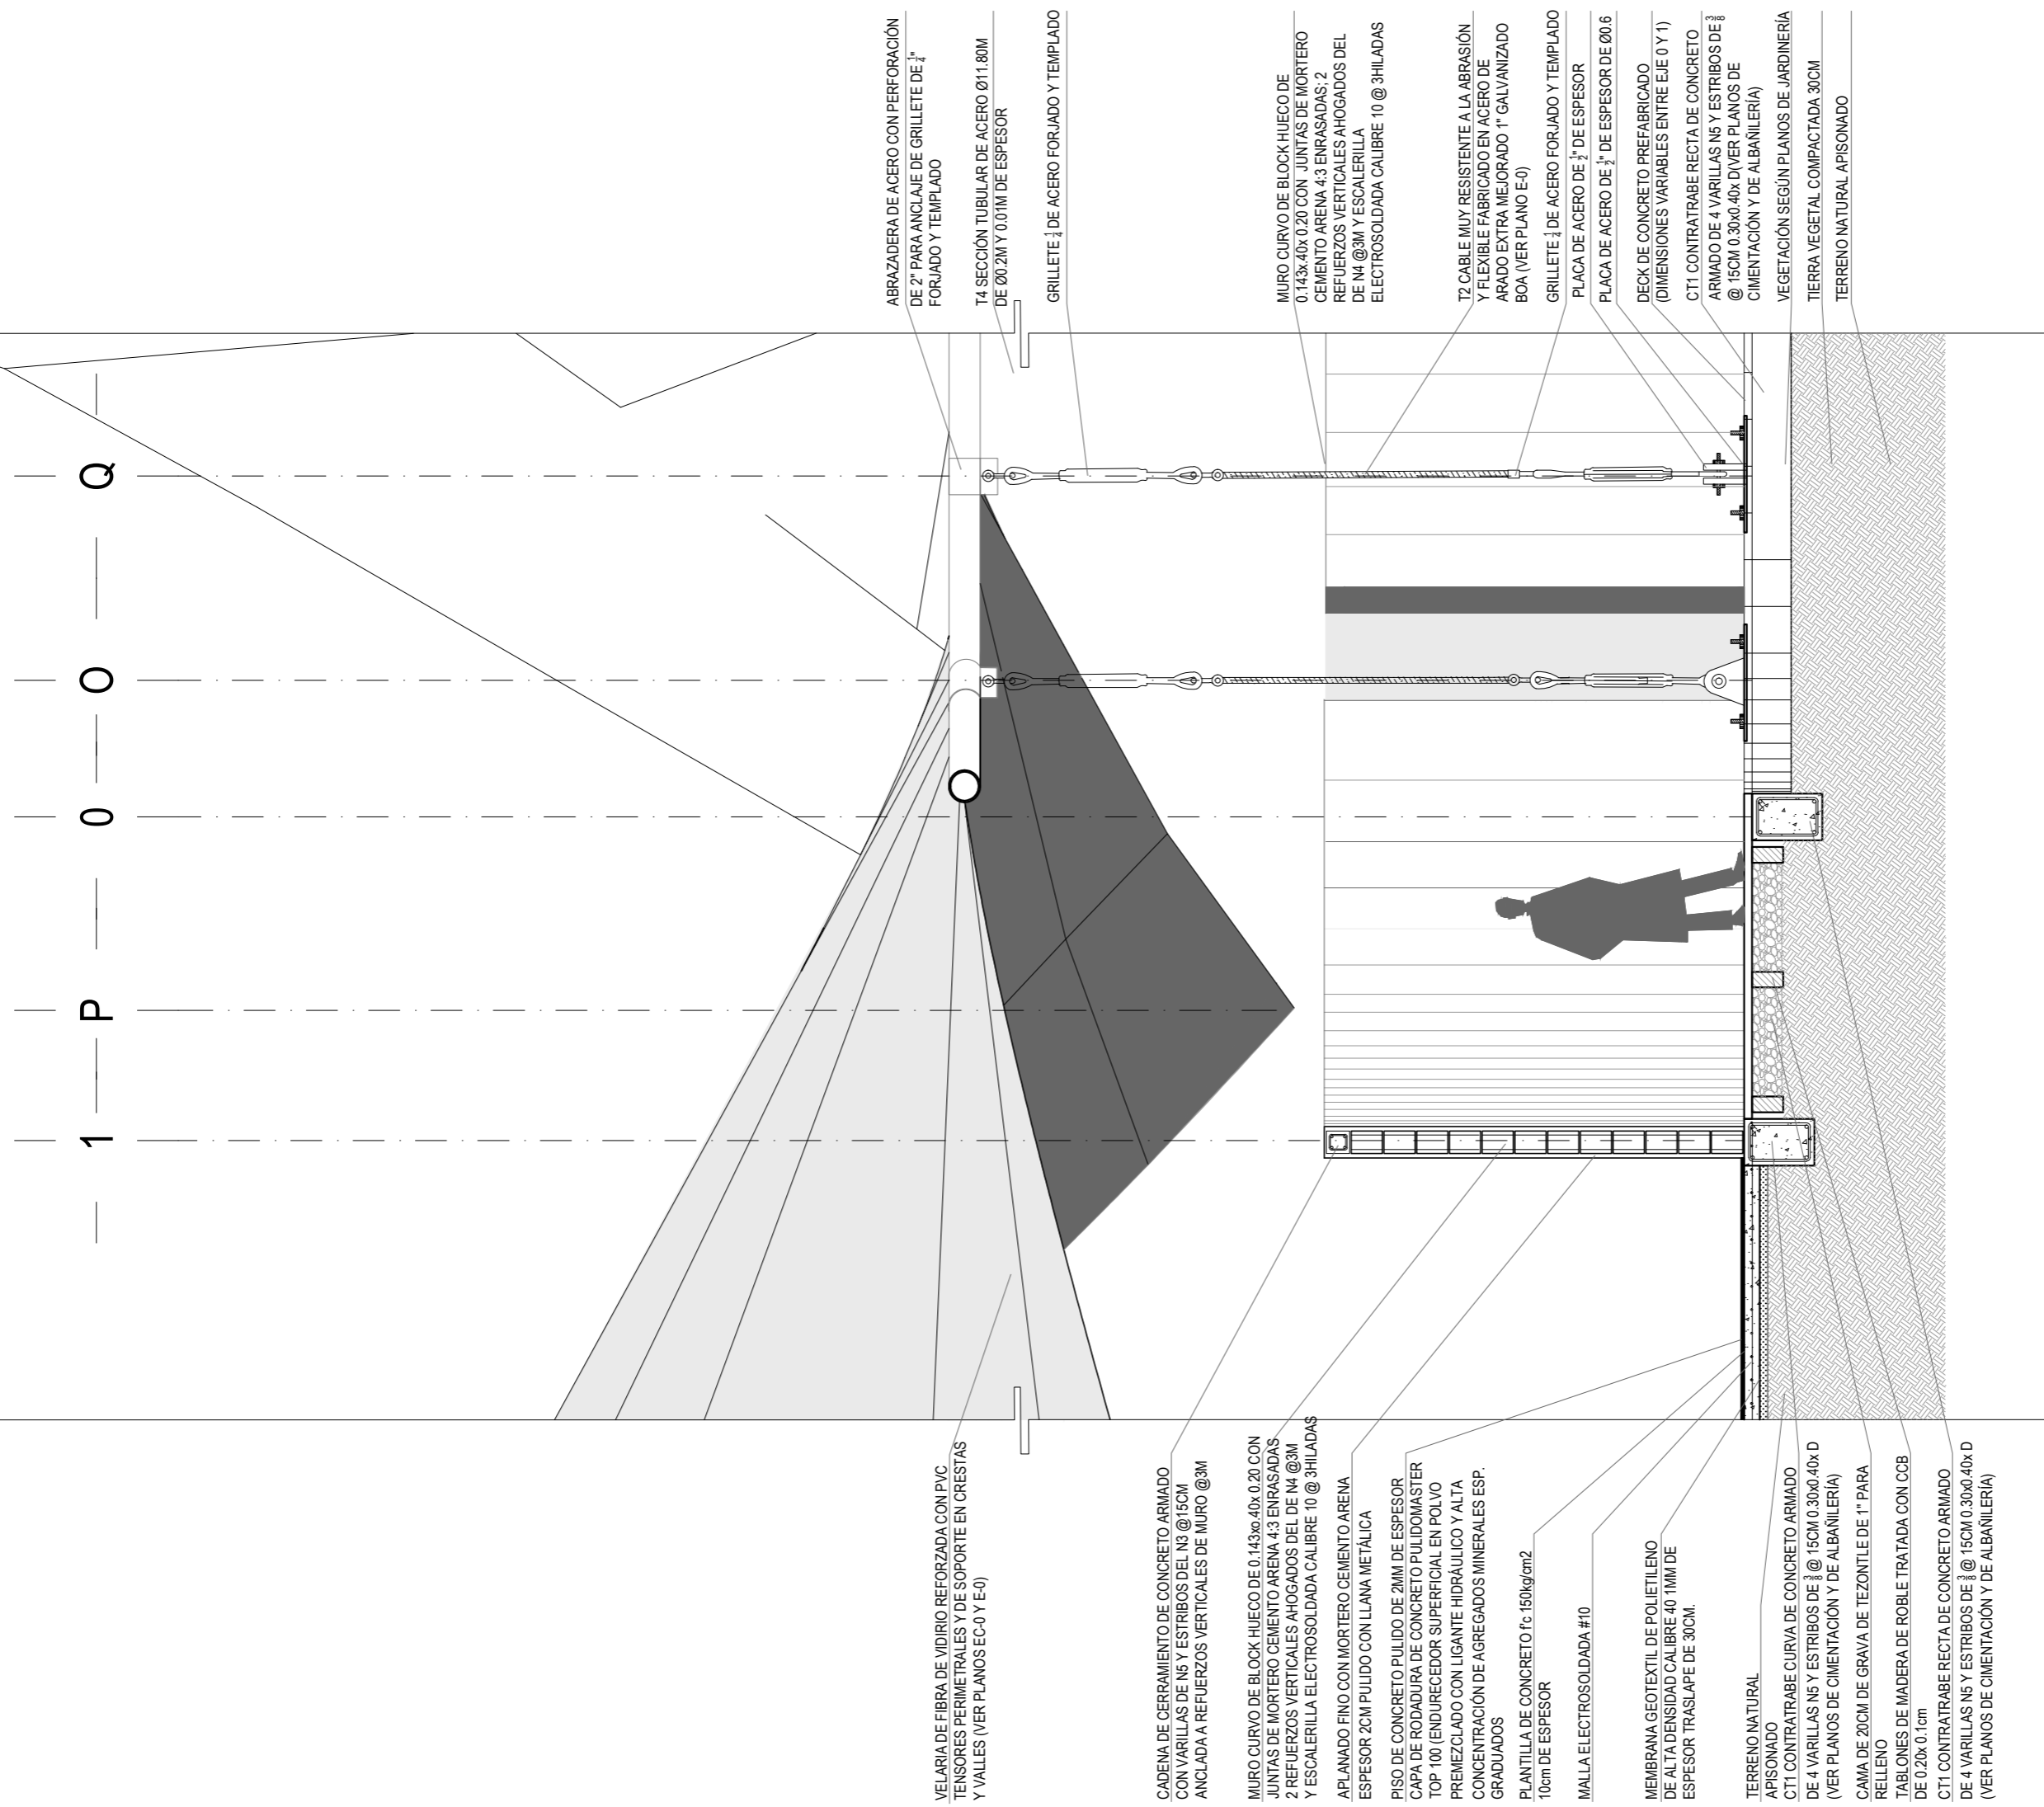 1
P
0
O
Q
VELARIA DE FIBRA DE VIDIRIO REFORZADA CON PVC
TENSORES PERIMETRALES Y DE SOPORTE EN CRESTAS
Y VALLES (VER PLANOS EC-0 Y E-0)
CADENA DE CERRAMIENTO DE CONCRETO ARMADO
CON VARILLAS DE N5 Y ESTRIBOS DEL N3 @15CM
ANCLADA A REFUERZOS VERTICALES DE MURO @3M
MURO CURVO DE BLOCK HUECO DE 0.143xo.40x 0.20 CON
JUNTAS DE MORTERO CEMENTO ARENA 4:3 ENRASADAS
2 REFUERZOS VERTICALES AHOGADOS DEL DE N4 @3M
Y ESCALERILLA ELECTROSOLDADA CALIBRE 10 @ 3HILADAS
APLANADO FINO CON MORTERO CEMENTO ARENA
ESPESOR 2CM PULIDO CON LLANA METÁLICA
PISO DE CONCRETO PULIDO DE 2MM DE ESPESOR
CAPA DE RODADURA DE CONCRETO PULIDOMASTER
TOP 100 (ENDURECEDOR SUPERFICIAL EN POLVO
PREMEZCLADO CON LIGANTE HIDRÁULICO Y ALTA
CONCENTRACIÓN DE AGREGADOS MINERALES ESP.
GRADUADOS
PLANTILLA DE CONCRETO f'c 150kg/cm2
10cm DE ESPESOR
MALLA ELECTROSOLDADA #10
MEMBRANA GEOTEXTIL DE POLIETILENO
DE ALTA DENSIDAD CALIBRE 40 1MM DE
ESPESOR TRASLAPE DE 30CM.
TERRENO NATURAL
APISONADO
CT1 CONTRATRABE CURVA DE CONCRETO ARMADO
DE 4 VARILLAS N5 Y ESTRIBOS DE 3/8 @ 15CM 0.30x0.40x D
(VER PLANOS DE CIMENTACIÓN Y DE ALBAÑILERÍA)
CAMA DE 20CM DE GRAVA DE TEZONTLE DE 1" PARA
RELLENO
TABLONES DE MADERA DE ROBLE TRATADA CON CCB
DE 0.20x 0.1cm
CT1 CONTRATRABE RECTA DE CONCRETO ARMADO
DE 4 VARILLAS N5 Y ESTRIBOS DE 3/8 @ 15CM 0.30x0.40x D
(VER PLANOS DE CIMENTACIÓN Y DE ALBAÑILERÍA)
ABRAZADERA DE ACERO CON PERFORACIÓN
DE 2" PARA ANCLAJE DE GRILLETE DE 1/4"
FORJADO Y TEMPLADO
T4 SECCIÓN TUBULAR DE ACERO Ø11.80M
DE Ø0.2M Y 0.01M DE ESPESOR
GRILLETE 1/4 DE ACERO FORJADO Y TEMPLADO
MURO CURVO DE BLOCK HUECO DE
0.143x.40x 0.20 CON JUNTAS DE MORTERO
CEMENTO ARENA 4:3 ENRASADAS; 2
REFUERZOS VERTICALES AHOGADOS DEL
DE N4 @3M Y ESCALERILLA
ELECTROSOLDADA CALIBRE 10 @ 3HILADAS
T2 CABLE MUY RESISTENTE A LA ABRASIÓN
Y FLEXIBLE FABRICADO EN ACERO DE
ARADO EXTRA MEJORADO 1" GALVANIZADO
BOA (VER PLANO E-0)
GRILLETE 1/4 DE ACERO FORJADO Y TEMPLADO
PLACA DE ACERO DE 1/2" DE ESPESOR
PLACA DE ACERO DE 1/2" DE ESPESOR DE Ø0.6
DECK DE CONCRETO PREFABRICADO
(DIMENSIONES VARIABLES ENTRE EJE 0 Y 1)
CT1 CONTRATRABE RECTA DE CONCRETO
ARMADO DE 4 VARILLAS N5 Y ESTRIBOS DE 3/8
@ 15CM 0.30x0.40x D(VER PLANOS DE
CIMENTACIÓN Y DE ALBAÑILERÍA)
VEGETACIÓN SEGÚN PLANOS DE JARDINERÍA
TIERRA VEGETAL COMPACTADA 30CM
TERRENO NATURAL APISONADO